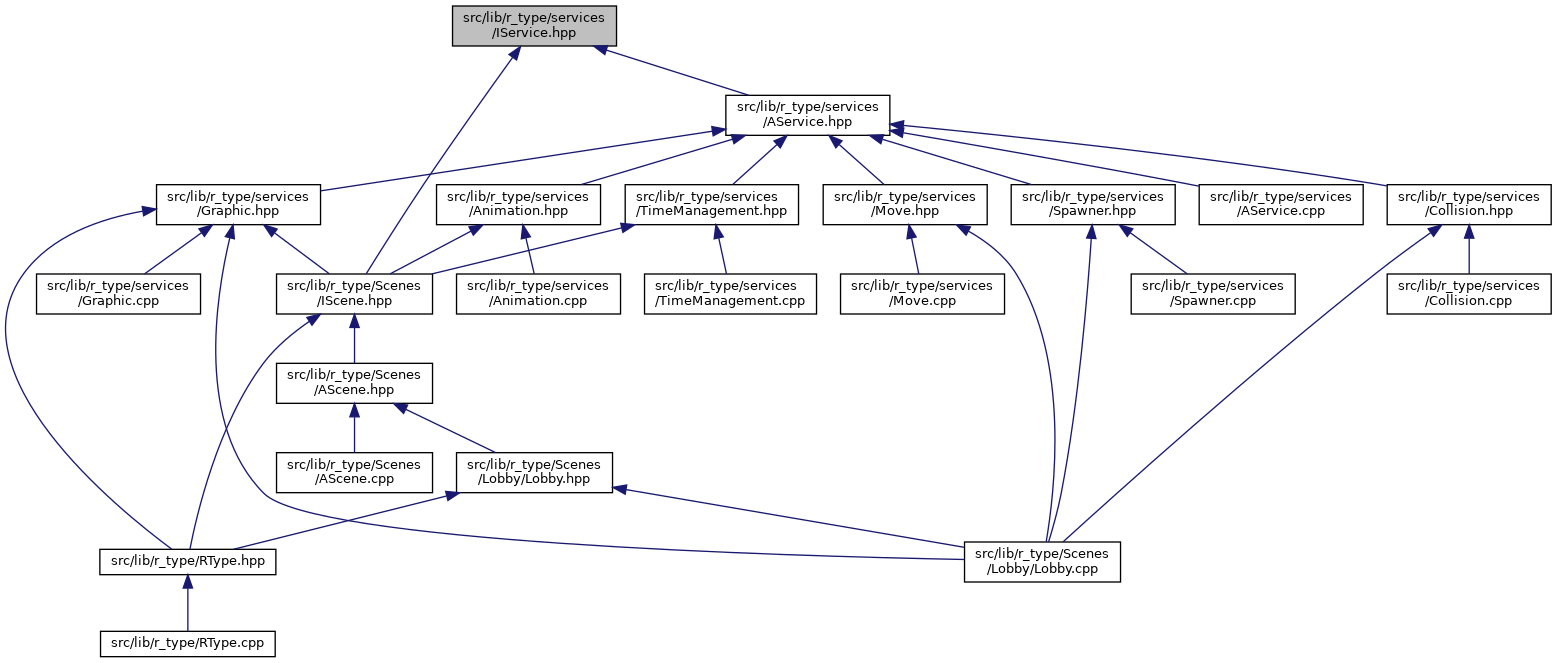 src/lib/r_type/services
/IService.hpp
src/lib/r_type/services
/AService.hpp
src/lib/r_type/services
/Graphic.hpp
src/lib/r_type/services
/Animation.hpp
src/lib/r_type/services
/TimeManagement.hpp
src/lib/r_type/services
/Move.hpp
src/lib/r_type/services
/Spawner.hpp
src/lib/r_type/services
/AService.cpp
src/lib/r_type/services
/Collision.hpp
src/lib/r_type/services
/Graphic.cpp
src/lib/r_type/Scenes
/IScene.hpp
src/lib/r_type/services
/Animation.cpp
src/lib/r_type/services
/TimeManagement.cpp
src/lib/r_type/services
/Move.cpp
src/lib/r_type/services
/Spawner.cpp
src/lib/r_type/services
/Collision.cpp
src/lib/r_type/Scenes
/AScene.hpp
src/lib/r_type/Scenes
/AScene.cpp
src/lib/r_type/Scenes
/Lobby/Lobby.hpp
src/lib/r_type/RType.hpp
src/lib/r_type/Scenes
/Lobby/Lobby.cpp
src/lib/r_type/RType.cpp